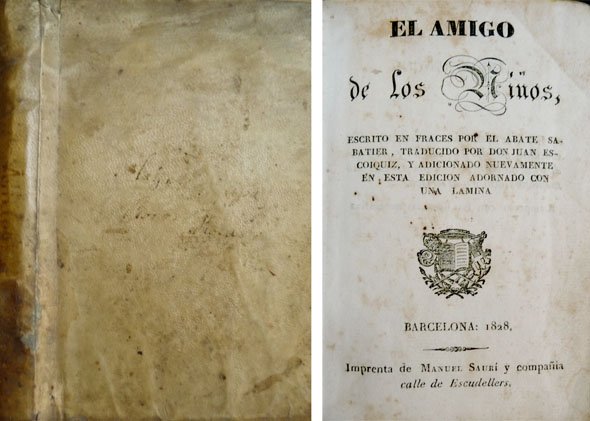 EL AMIGO
de los Niños,
ESCRITO EN FRACES POR EL ABATE SA-
BATIER, TRADUCIDO POR DON JUAN ES-
COIQUIZ, Y ADICIONADO NUEVAMENTE
EN ESTA EDICION ADORNADO CON
UNA LAMINA
BARCELONA: 1828.
Imprenta de MANUEL SAURÍ y compañia
calle de Escudellers.